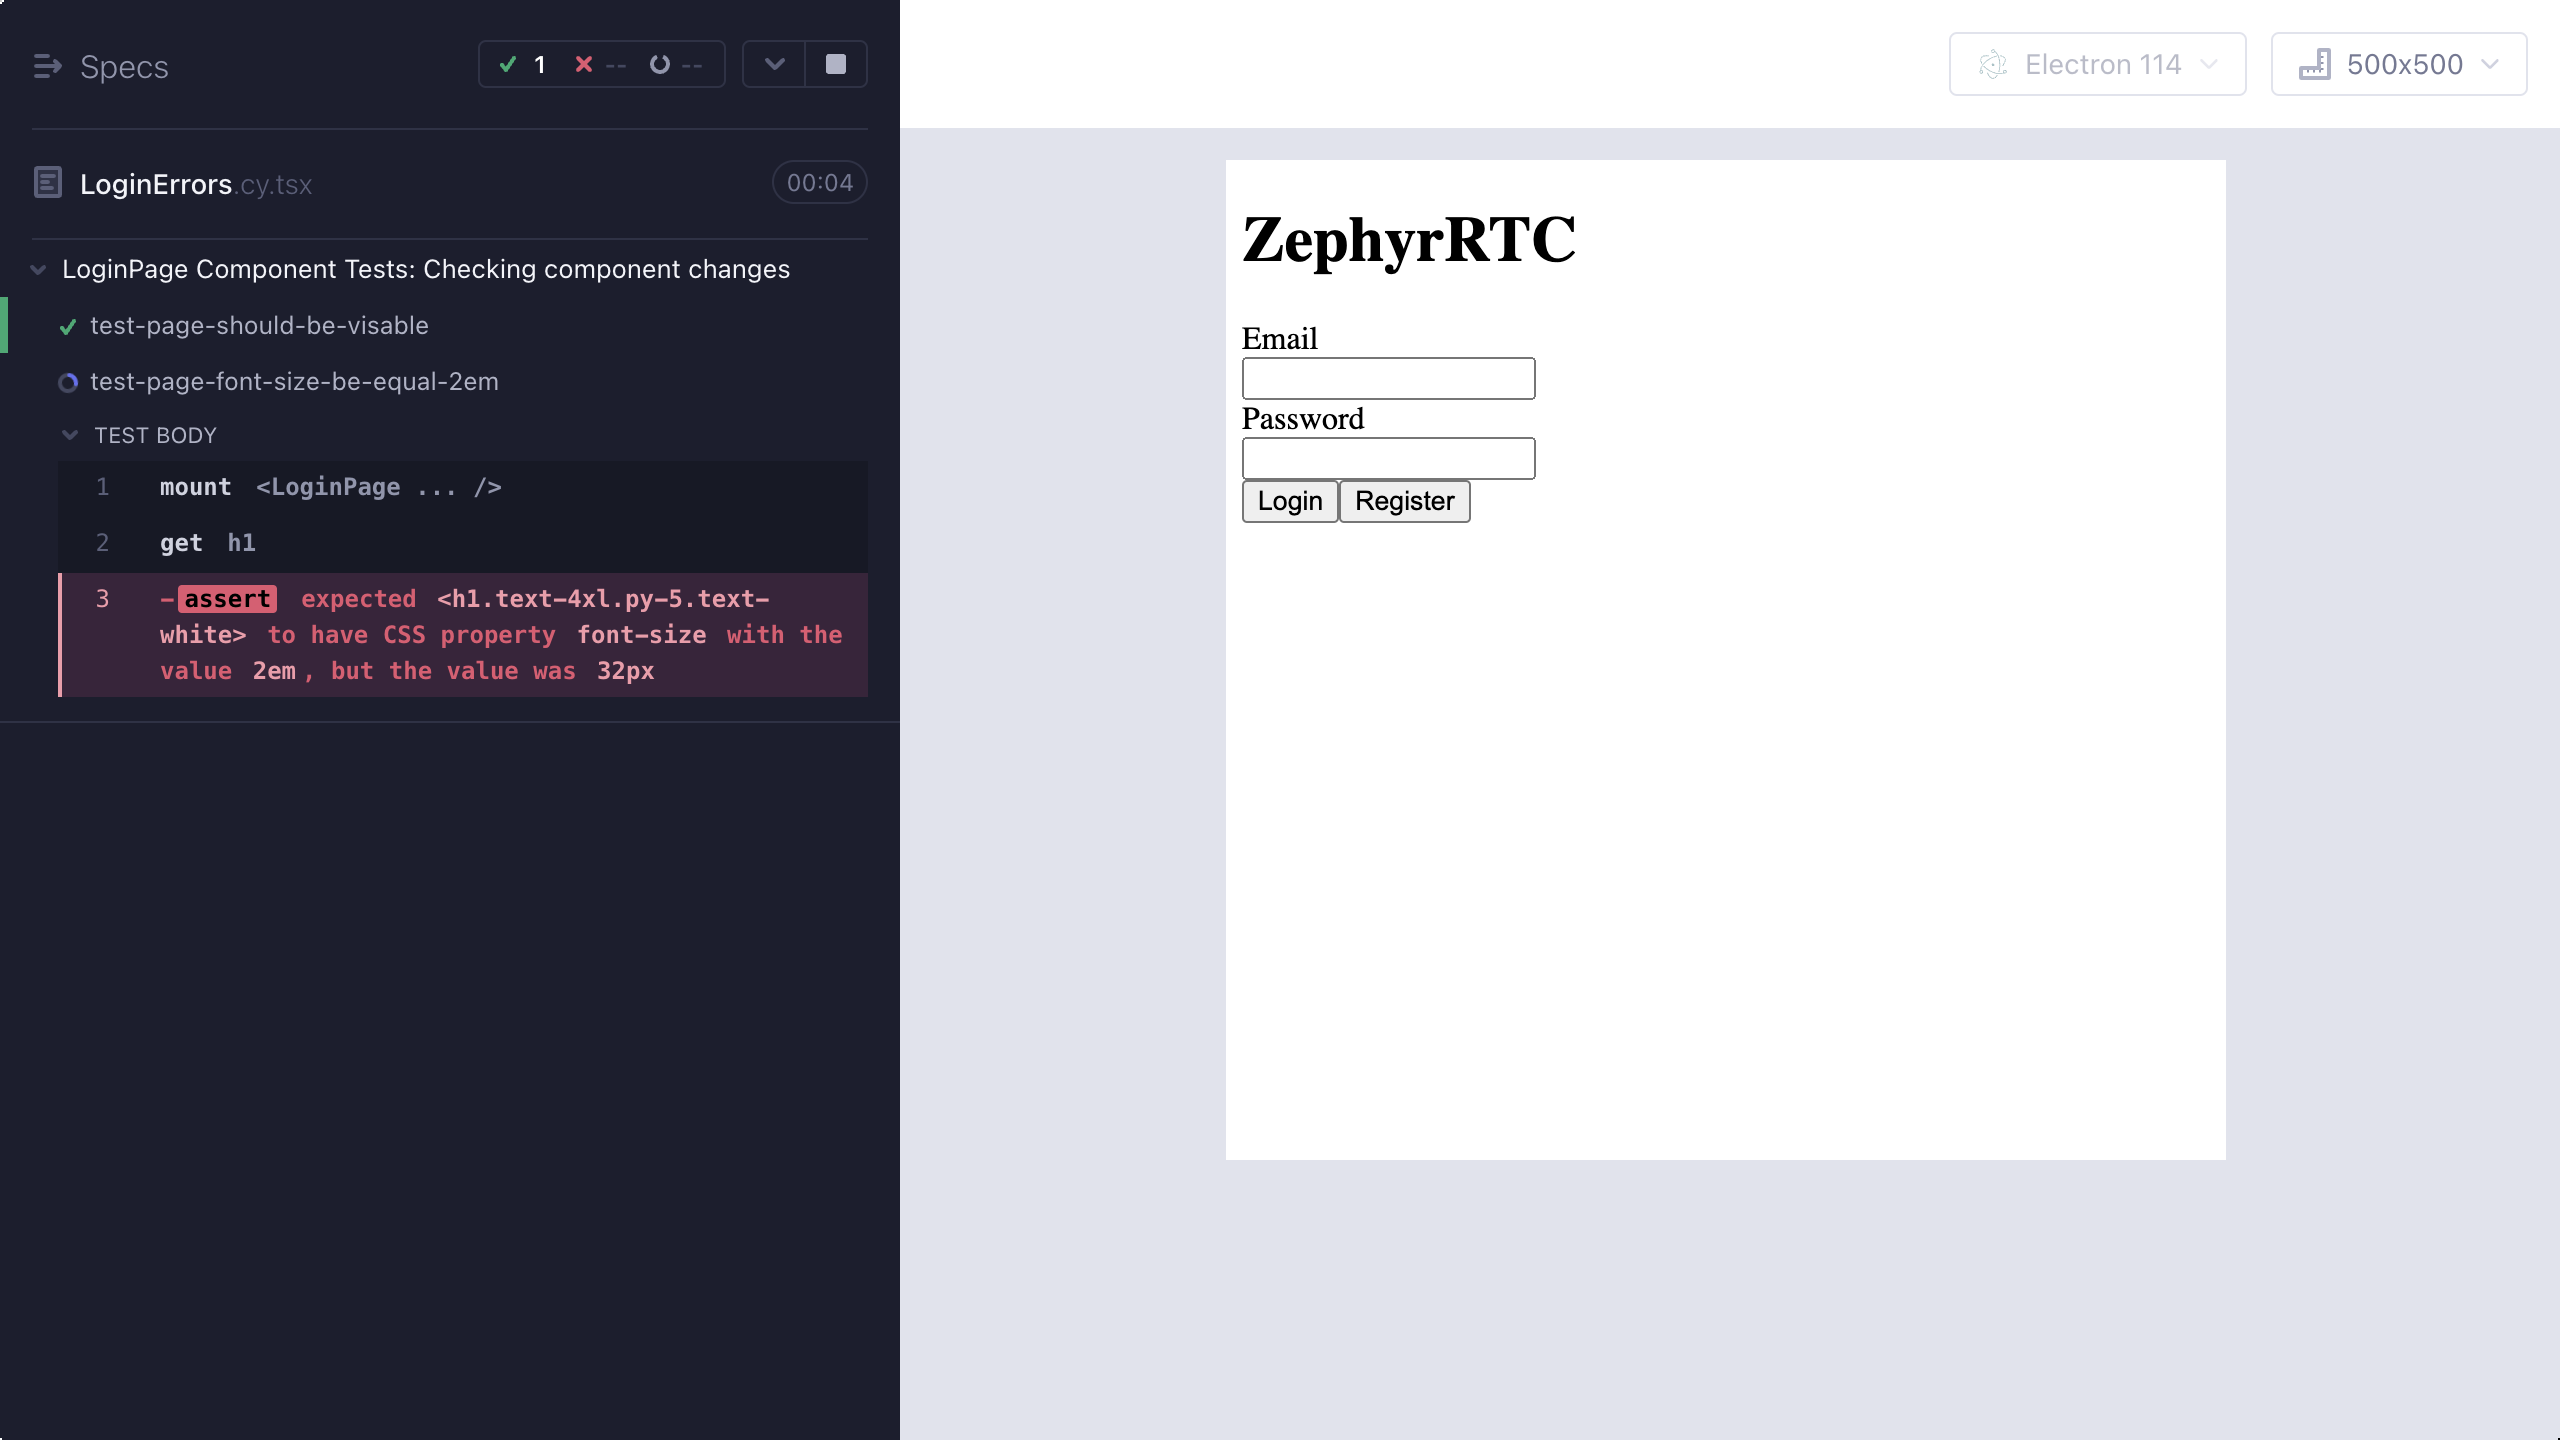 Specs
1 -- --
LoginErrors.cy.tsx
00:04
LoginPage Component Tests: Checking component changes
test-page-should-be-visable
test-page-font-size-be-equal-2em
TEST BODY
1 mount <LoginPage ... />
2 get h1
3 -assert expected <h1.text-4xl.py-5.text-
white> to have CSS property font-size with the
value 2em, but the value was 32px
Electron 114
500x500
ZephyrRTC
Email
Password
Login Register